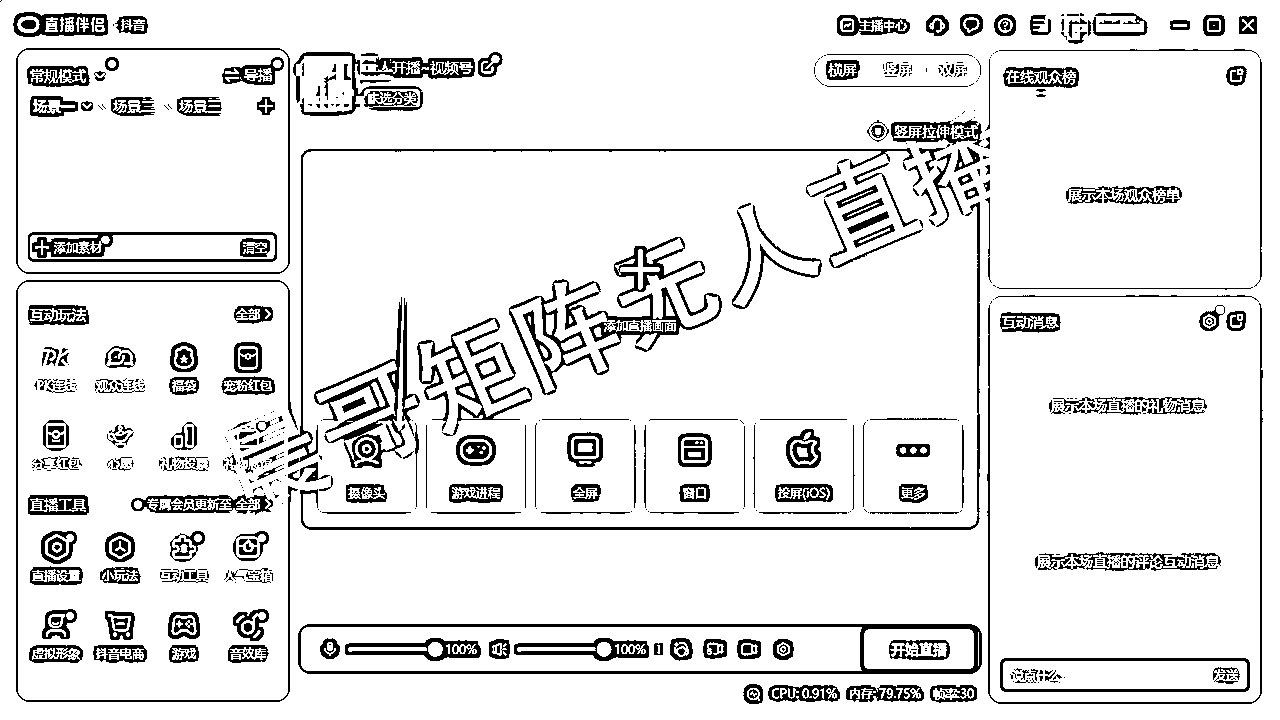 直播伴侣 抖音
主播中心
常规模式
导播
场景一 场景二 场景三
添加素材 清空
互动玩法 全部
PK连线 观众连线 福袋 宠粉红包
分享红包 心愿 礼物设置
直播工具 专属会员更新至 全部
直播设置 小玩法 互动工具 人气宝箱
虚拟形象 抖音电商 游戏 音效库
无人开播-视频号
未选分类
横屏 竖屏 双屏
竖屏拉伸模式
昊哥矩阵无人直播
添加直播画面
摄像头 游戏进程 全屏 窗口 投屏(iOS) 更多
100% 100%
开始直播
CPU: 0.91% 内存: 79.75% 帧率:30
在线观众榜
展示本场观众榜单
互动消息
展示本场直播的礼物消息
展示本场直播的评论互动消息
说点什么... 发送